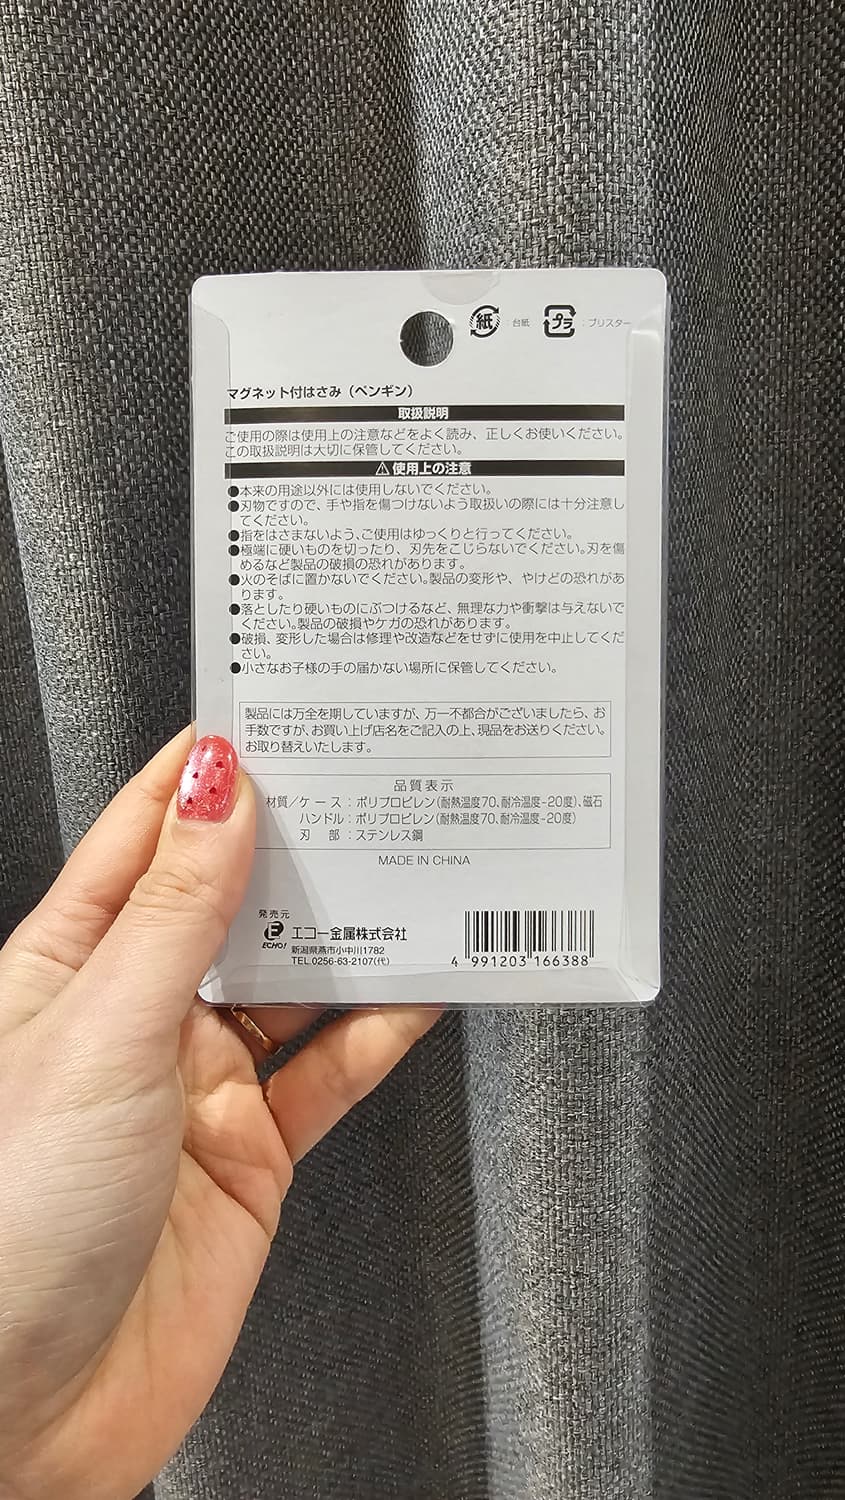 紙 : 台紙 プラ : ブリスター
マグネット付はさみ（ペンギン）
取扱説明
ご使用の際は使用上の注意などをよく読み、正しくお使いください。
この取扱説明は大切に保管してください。
⚠使用上の注意
●本来の用途以外には使用しないでください。
●刃物ですので、手や指を傷つけないよう取扱いの際には十分注意し
てください。
●指をはさまないよう、ご使用はゆっくりと行ってください。
●極端に硬いものを切ったり、刃先をこじらないでください。刃を傷
めるなど製品の破損の恐れがあります。
●火のそばに置かないでください。製品の変形や、やけどの恐れがあ
ります。
●落としたり硬いものにぶつけるなど、無理な力や衝撃は与えないで
ください。製品の破損やケガの恐れがあります。
●破損、変形した場合は修理や改造などをせずに使用を中止してくだ
さい。
●小さなお子様の手の届かない場所に保管してください。
製品には万全を期していますが、万一不都合がございましたら、お
手数ですが、お買い上げ店名をご記入の上、現品をお送りください。
お取り替えいたします。
品質表示
材質／ケース：ポリプロピレン(耐熱温度70、耐冷温度-20度)、磁石
ハンドル：ポリプロピレン(耐熱温度70、耐冷温度-20度)
刃 部：ステンレス鋼
MADE IN CHINA
発売元
E ECHO! エコー金属株式会社
新潟県燕市小中川1782
TEL.0256-63-2107(代)
4 991203 166388